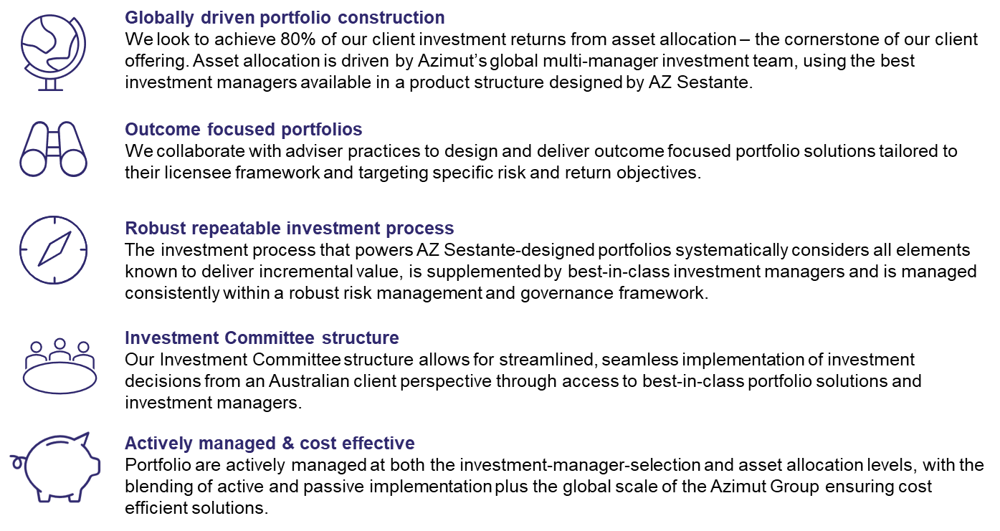 Globally driven portfolio construction
We look to achieve 80% of our client investment returns from asset allocation – the cornerstone of our client
offering. Asset allocation is driven by Azimut’s global multi-manager investment team, using the best
investment managers available in a product structure designed by AZ Sestante.
Outcome focused portfolios
We collaborate with adviser practices to design and deliver outcome focused portfolio solutions tailored to
their licensee framework and targeting specific risk and return objectives.
Robust repeatable investment process
The investment process that powers AZ Sestante-designed portfolios systematically considers all elements
known to deliver incremental value, is supplemented by best-in-class investment managers and is managed
consistently within a robust risk management and governance framework.
Investment Committee structure
Our Investment Committee structure allows for streamlined, seamless implementation of investment
decisions from an Australian client perspective through access to best-in-class portfolio solutions and
investment managers.
Actively managed & cost effective
Portfolio are actively managed at both the investment-manager-selection and asset allocation levels, with the
blending of active and passive implementation plus the global scale of the Azimut Group ensuring cost
efficient solutions.